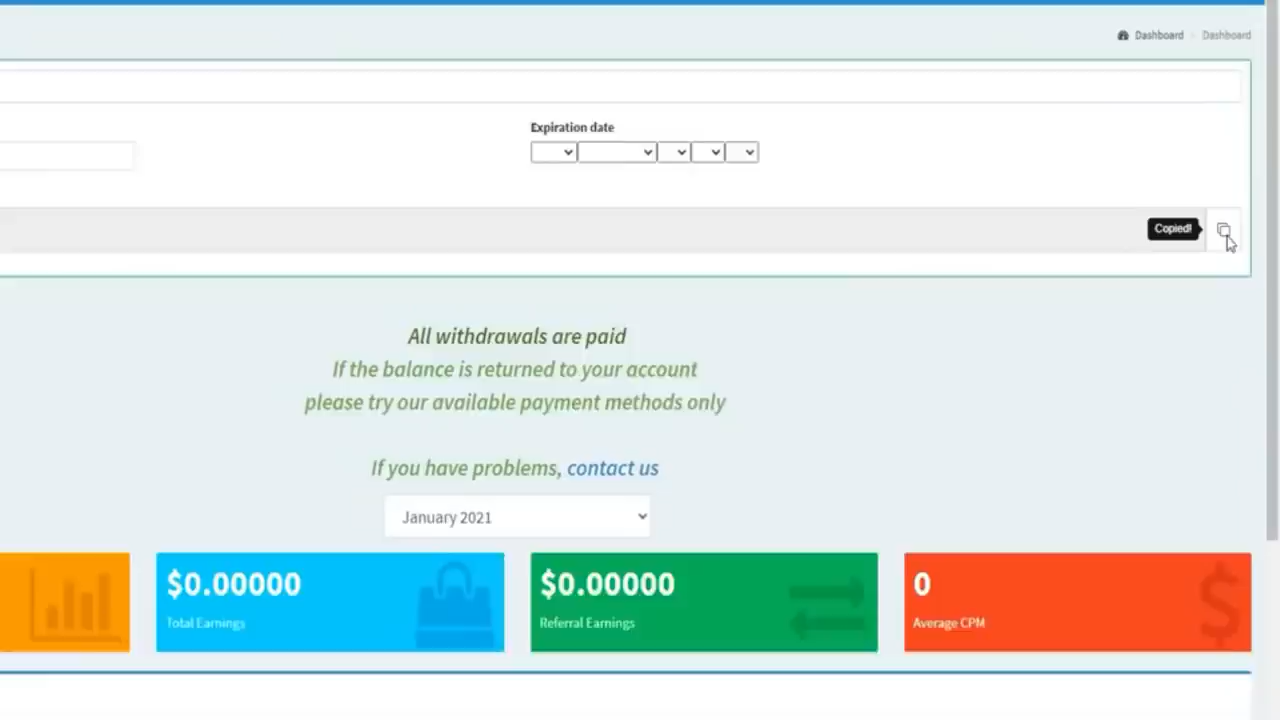 Dashboard Dashboard
Expiration date
Copied!
All withdrawals are paid
If the balance is returned to your account
please try our available payment methods only
If you have problems, contact us
January 2021
$0.00000
Total Earnings
$0.00000
Referral Earnings
0
Average CPM